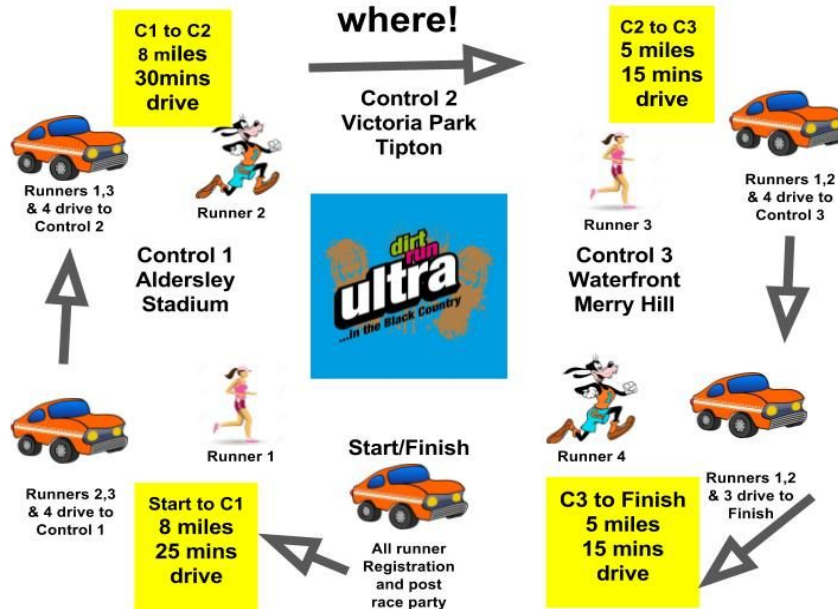 where!
C1 to C2
8 miles
30mins
drive
C2 to C3
5 miles
15 mins
drive
Control 2
Victoria Park
Tipton
Runners 1,3
& 4 drive to
Control 2
Runner 2
Runner 3
Runners 1,2
& 4 drive to
Control 3
Control 1
Aldersley
Stadium
dirt
run
ultra
...in the Black Country
Control 3
Waterfront
Merry Hill
Runners 2,3
& 4 drive to
Control 1
Runner 1
Start/Finish
Runner 4
Runners 1,2
& 3 drive to
Finish
Start to C1
8 miles
25 mins
drive
All runner
Registration
and post
race party
C3 to Finish
5 miles
15 mins
drive